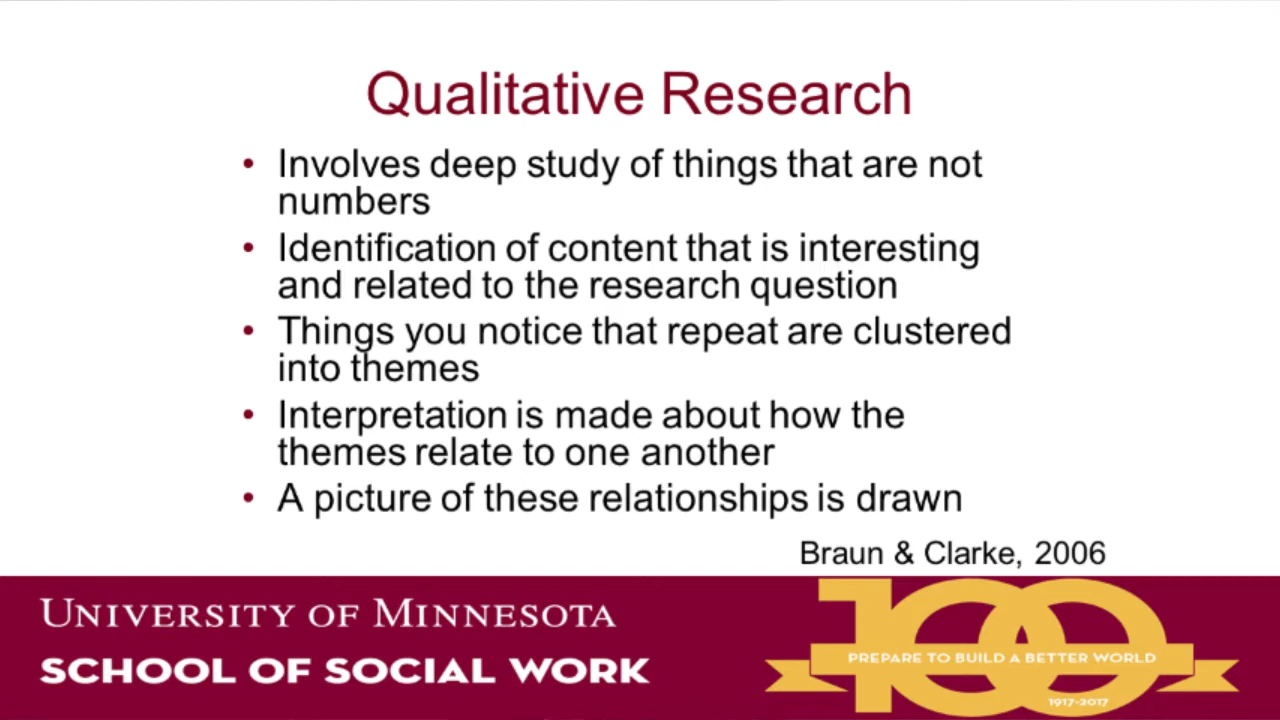 Qualitative Research
• Involves deep study of things that are not
numbers
• Identification of content that is interesting
and related to the research question
• Things you notice that repeat are clustered
into themes
• Interpretation is made about how the
themes relate to one another
• A picture of these relationships is drawn
Braun & Clarke, 2006
UNIVERSITY OF MINNESOTA
SCHOOL OF SOCIAL WORK
100
PREPARE TO BUILD A BETTER WORLD
1917-2017